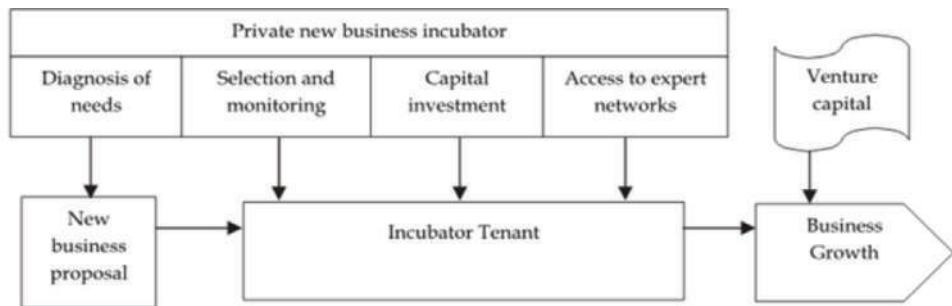 Private new business incubator
Diagnosis of
needs
Selection and
monitoring
Capital
investment
Access to expert
networks
Venture
capital
New
business
proposal
Incubator Tenant
Business
Growth